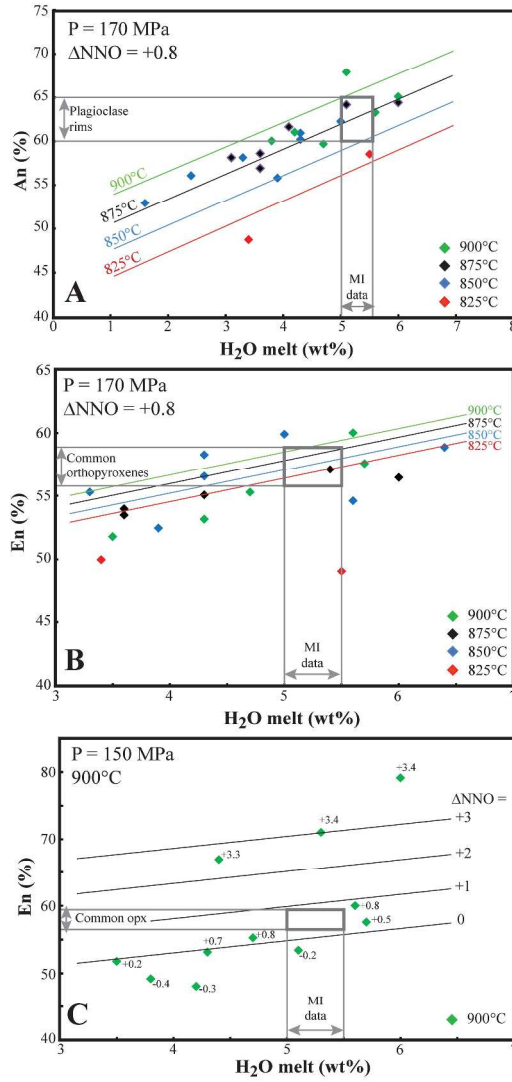 P = 170 MPa
ΔNNO = +0.8
An (%)
70
65
60
55
50
45
40
Plagioclase
rims
900°C
875°C
850°C
825°C
MI
data
900°C
875°C
850°C
825°C
A
0
1
2
3
4
5
6
7
8
H2O melt (wt%)
P = 170 MPa
ΔNNO = +0.8
En (%)
65
60
55
50
45
40
Common
orthopyroxenes
900°C
875°C
850°C
825°C
MI
data
900°C
875°C
850°C
825°C
B
3
4
5
6
7
H2O melt (wt%)
P = 150 MPa
900°C
En (%)
80
70
60
50
40
ΔNNO =
+3
+2
+1
0
+3.4
+3.4
+3.3
+0.8
+0.5
+0.8
+0.7
+0.2
-0.2
-0.4
-0.3
Common opx
MI
data
900°C
C
3
4
5
6
7
H2O melt (wt%)